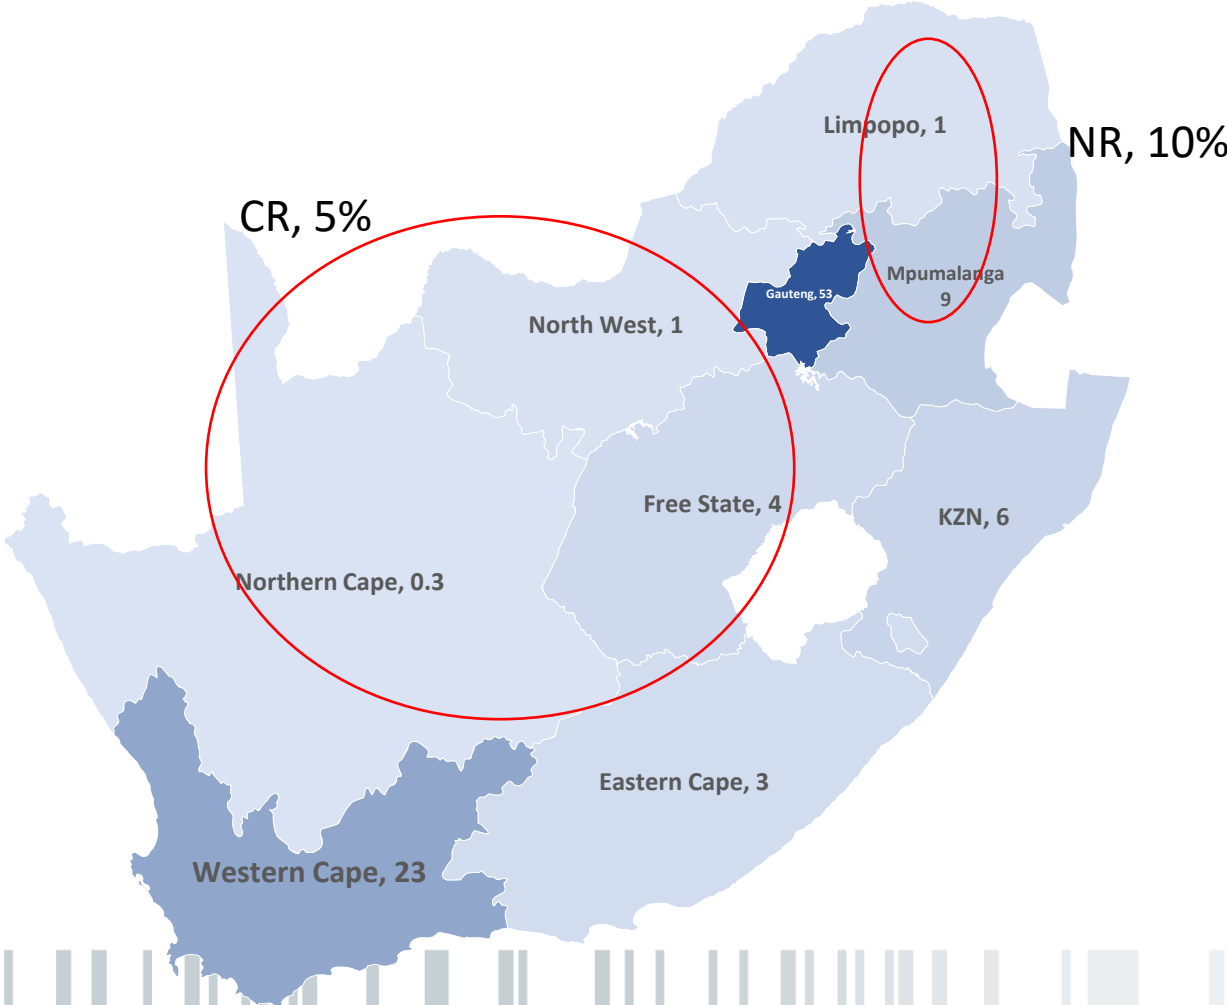 Limpopo, 1
NR, 10%
CR, 5%
Mpumalanga
9
Gauteng, 53
North West, 1
Free State, 4
KZN, 6
Northern Cape, 0.3
Eastern Cape, 3
Western Cape, 23